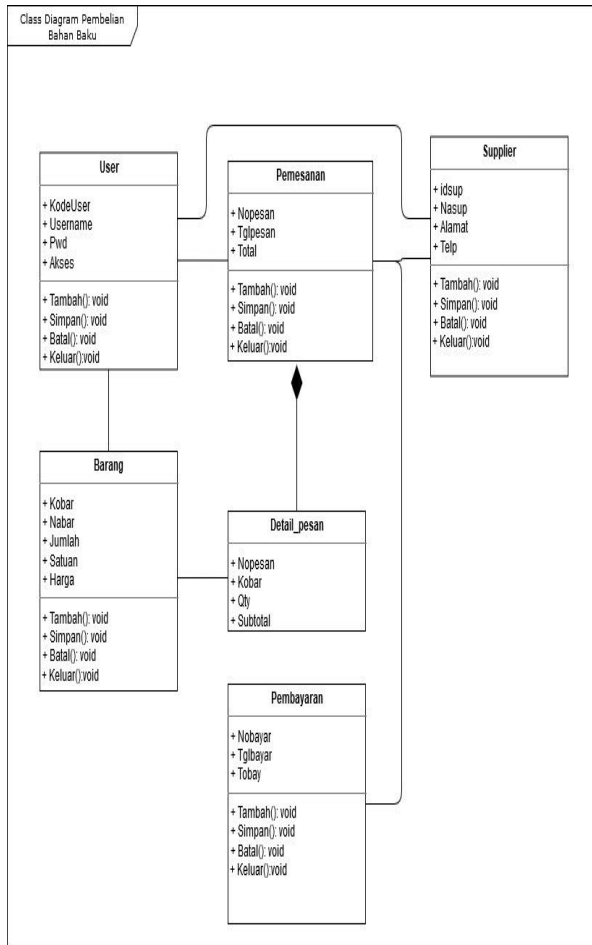 Class Diagram Pembelian
Bahan Baku
User
+ KodeUser
+ Username
+ Pwd
+ Akses
+ Tambah(): void
+ Simpan(): void
+ Batal(): void
+ Keluar():void
Pemesanan
+ Nopesan
+ Tglpesan
+ Total
+ Tambah(): void
+ Simpan(): void
+ Batal(): void
+ Keluar():void
Supplier
+ idsup
+ Nasup
+ Alamat
+ Telp
+ Tambah(): void
+ Simpan(): void
+ Batal(): void
+ Keluar():void
Barang
+ Kobar
+ Nabar
+ Jumlah
+ Satuan
+ Harga
+ Tambah(): void
+ Simpan(): void
+ Batal(): void
+ Keluar():void
Detail_pesan
+ Nopesan
+ Kobar
+ Qty
+ Subtotal
Pembayaran
+ Nobayar
+ Tglbayar
+ Tobay
+ Tambah(): void
+ Simpan(): void
+ Batal(): void
+ Keluar():void